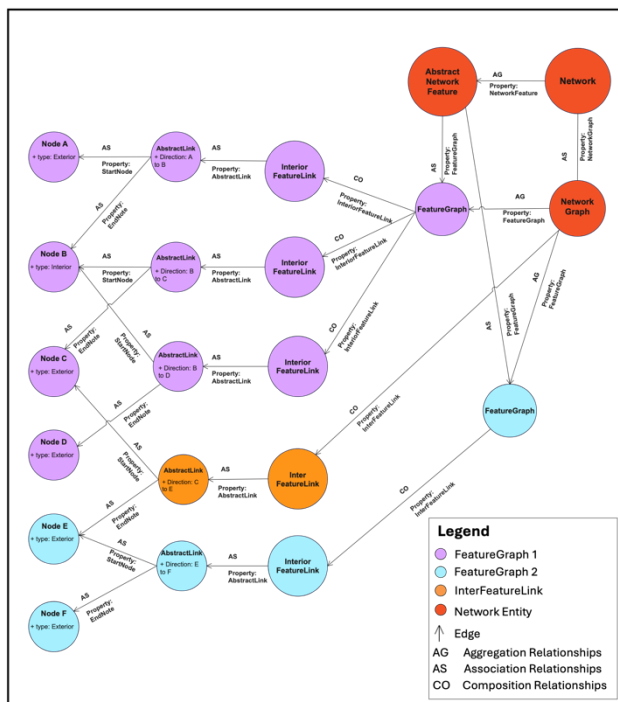 Abstract
Network
Feature
AG
Property:
NetworkFeature
Network
AS
Property:
FeatureGraph
AS
Property:
NetworkGraph
Node A
+ type: Exterior
AS
Property:
StartNode
AbstractLink
+ Direction: A
to B
AS
Property:
AbstractLink
Interior
FeatureLink
CO
Property:
InteriorFeatureLink
FeatureGraph
AG
Property:
FeatureGraph
Network
Graph
AS
Property:
EndNote
Node B
+ type: Interior
AS
Property:
StartNode
AbstractLink
+ Direction: B
to C
AS
Property:
AbstractLink
Interior
FeatureLink
CO
Property:
InteriorFeatureLink
AG
Property:
FeatureGraph
AS
Property:
FeatureGraph
AS
Property:
EndNote
AS
Property:
StartNode
CO
Property:
InteriorFeatureLink
Node C
+ type: Exterior
AbstractLink
+ Direction: B
to D
AS
Property:
AbstractLink
Interior
FeatureLink
AS
Property:
EndNote
FeatureGraph
Node D
+ type: Exterior
AS
Property:
StartNode
CO
Property:
InterFeatureLink
AbstractLink
+ Direction: C
to E
AS
Property:
AbstractLink
Inter
FeatureLink
AS
Property:
EndNote
CO
Property:
InterFeatureLink
Node E
+ type: Exterior
AS
Property:
StartNode
AbstractLink
+ Direction: E
to F
AS
Property:
AbstractLink
Interior
FeatureLink
AS
Property:
EndNote
Node F
+ type: Exterior
Legend
FeatureGraph 1
FeatureGraph 2
InterFeatureLink
Network Entity
Edge
AG Aggregation Relationships
AS Association Relationships
CO Composition Relationships